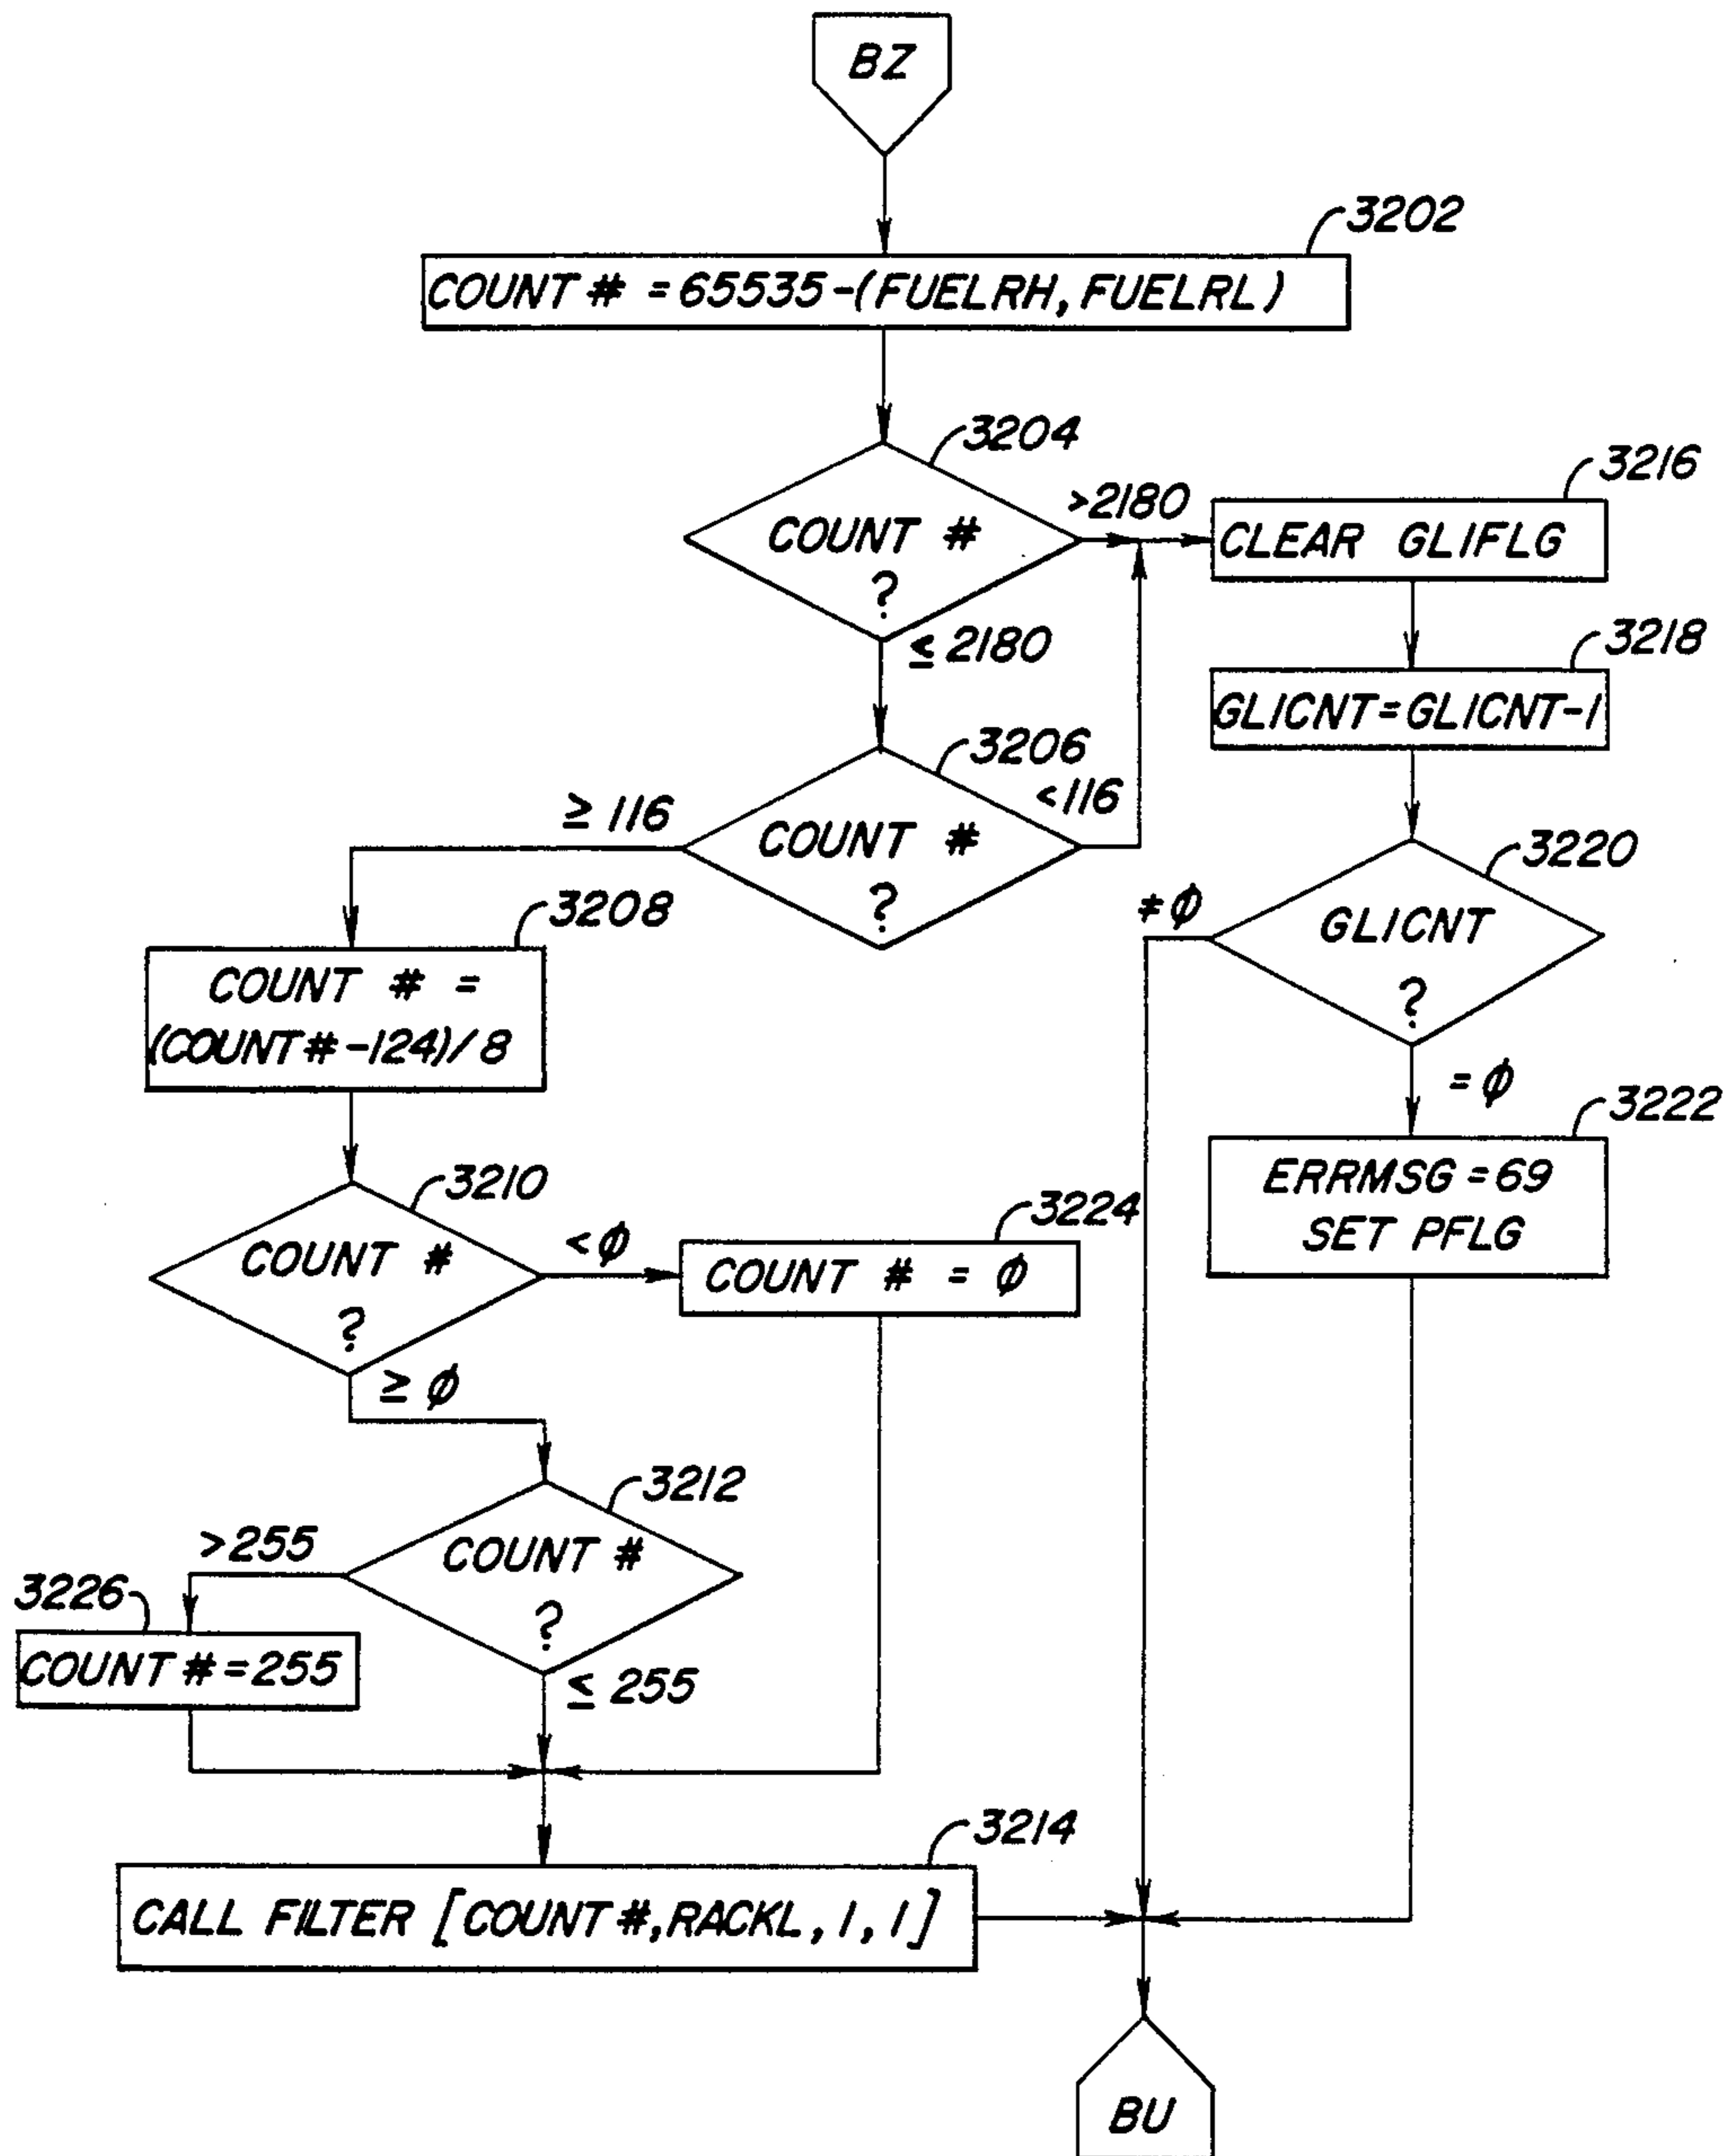 BZ
3202
COUNT # = 65535-(FUELRH, FUELRL)
3204
COUNT #
?
>2180
≤ 2180
3216
CLEAR GLIFLG
3218
GLICNT=GLICNT-1
3206
COUNT #
?
<116
≥ 116
3220
GLICNT
?
≠ϕ
=ϕ
3208
COUNT # =
(COUNT#-124)/8
3222
ERRMSG=69
SET PFLG
3210
COUNT #
?
<ϕ
≥ ϕ
3224
COUNT # = ϕ
3212
COUNT #
?
>255
≤ 255
3226
COUNT #=255
3214
CALL FILTER [COUNT#,RACKL, 1, 1]
BU